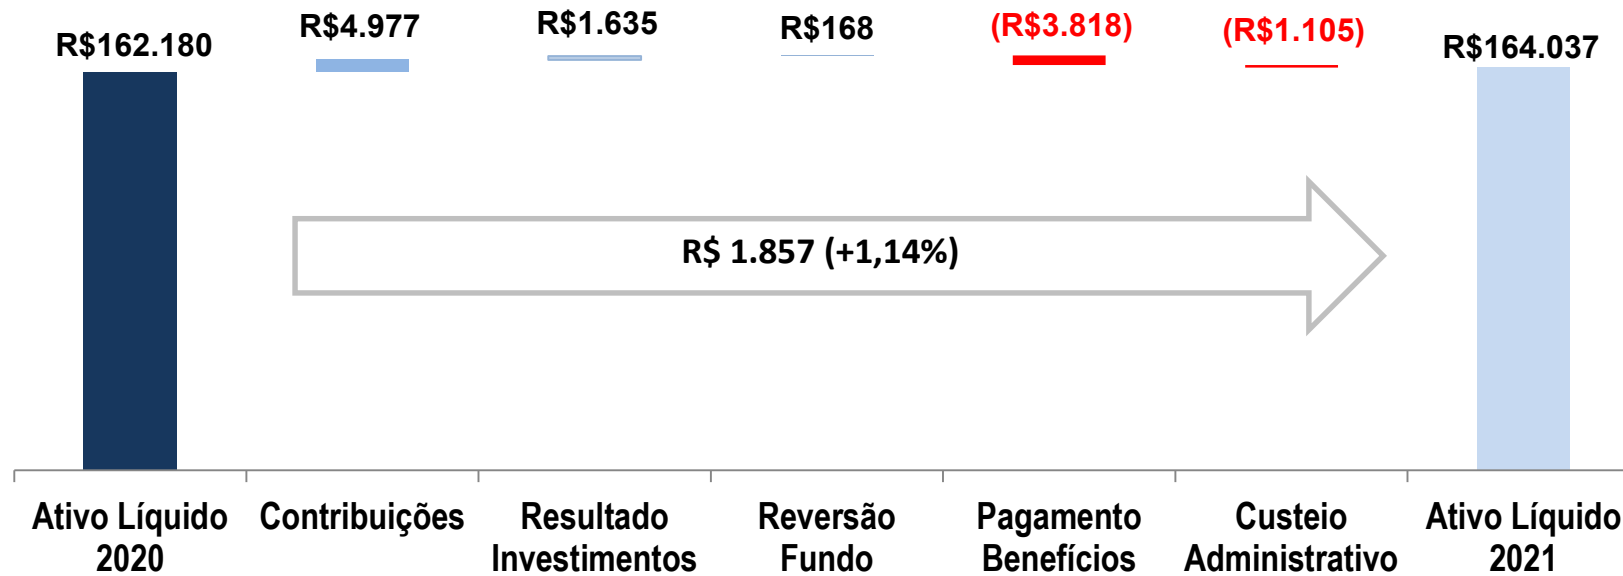 R$162.180
R$4.977
R$1.635
R$168
(R$3.818)
(R$1.105)
R$164.037
R$ 1.857 (+1,14%)
Ativo Líquido
2020
Contribuições
Resultado
Investimentos
Reversão
Fundo
Pagamento
Benefícios
Custeio
Administrativo
Ativo Líquido
2021